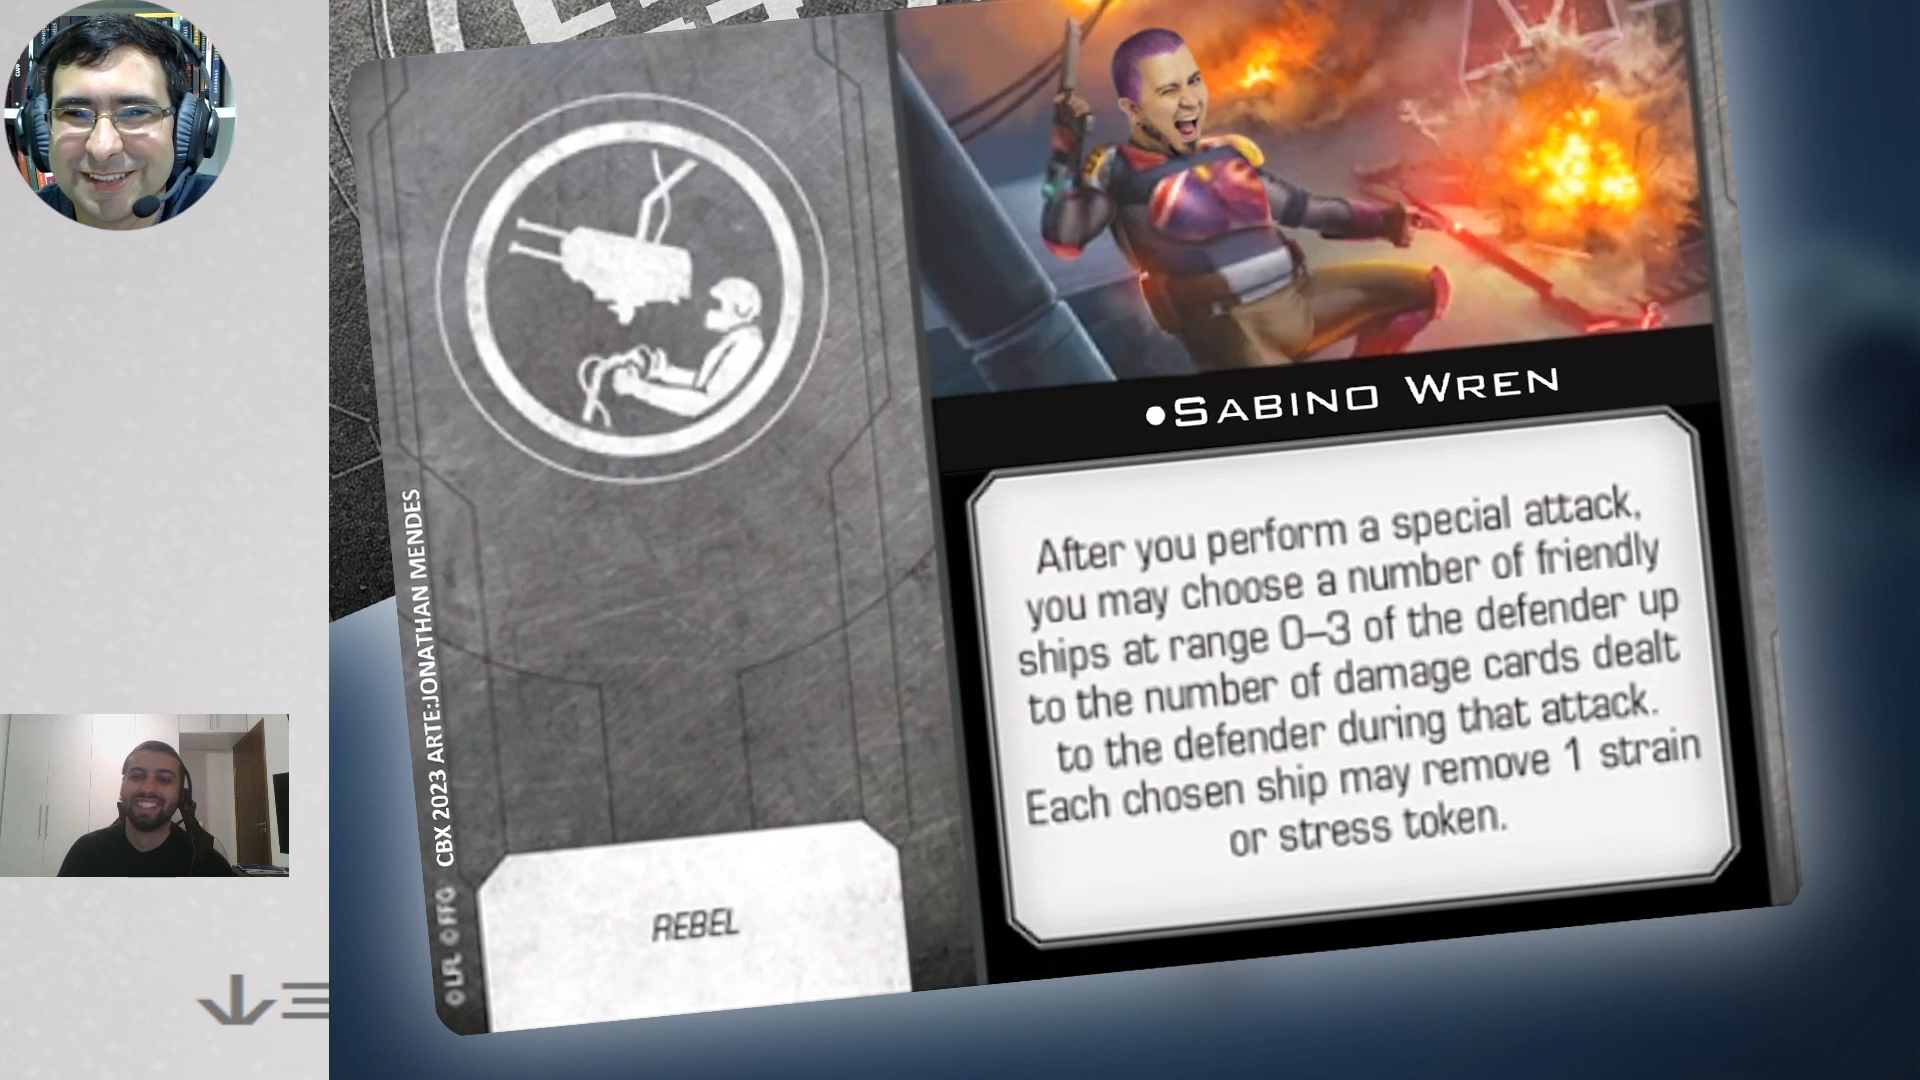 •SABINO WREN
After you perform a special attack,
you may choose a number of friendly
ships at range 0–3 of the defender up
to the number of damage cards dealt
to the defender during that attack.
Each chosen ship may remove 1 strain
or stress token.
REBEL
©LFL ©FFG CBX 2023 ARTE:JONATHAN MENDES